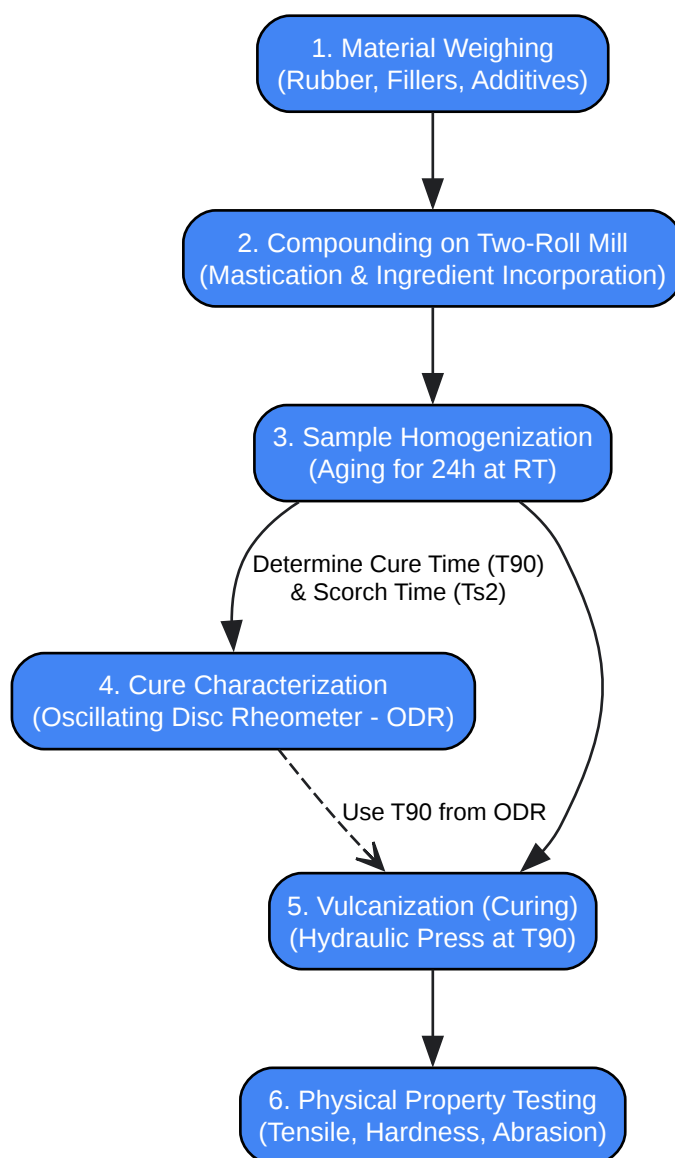 1. Material Weighing
(Rubber, Fillers, Additives)
2. Compounding on Two-Roll Mill
(Mastication & Ingredient Incorporation)
3. Sample Homogenization
(Aging for 24h at RT)
Determine Cure Time (T90)
& Scorch Time (Ts2)
4. Cure Characterization
(Oscillating Disc Rheometer - ODR)
Use T90 from ODR
5. Vulcanization (Curing)
(Hydraulic Press at T90)
6. Physical Property Testing
(Tensile, Hardness, Abrasion)